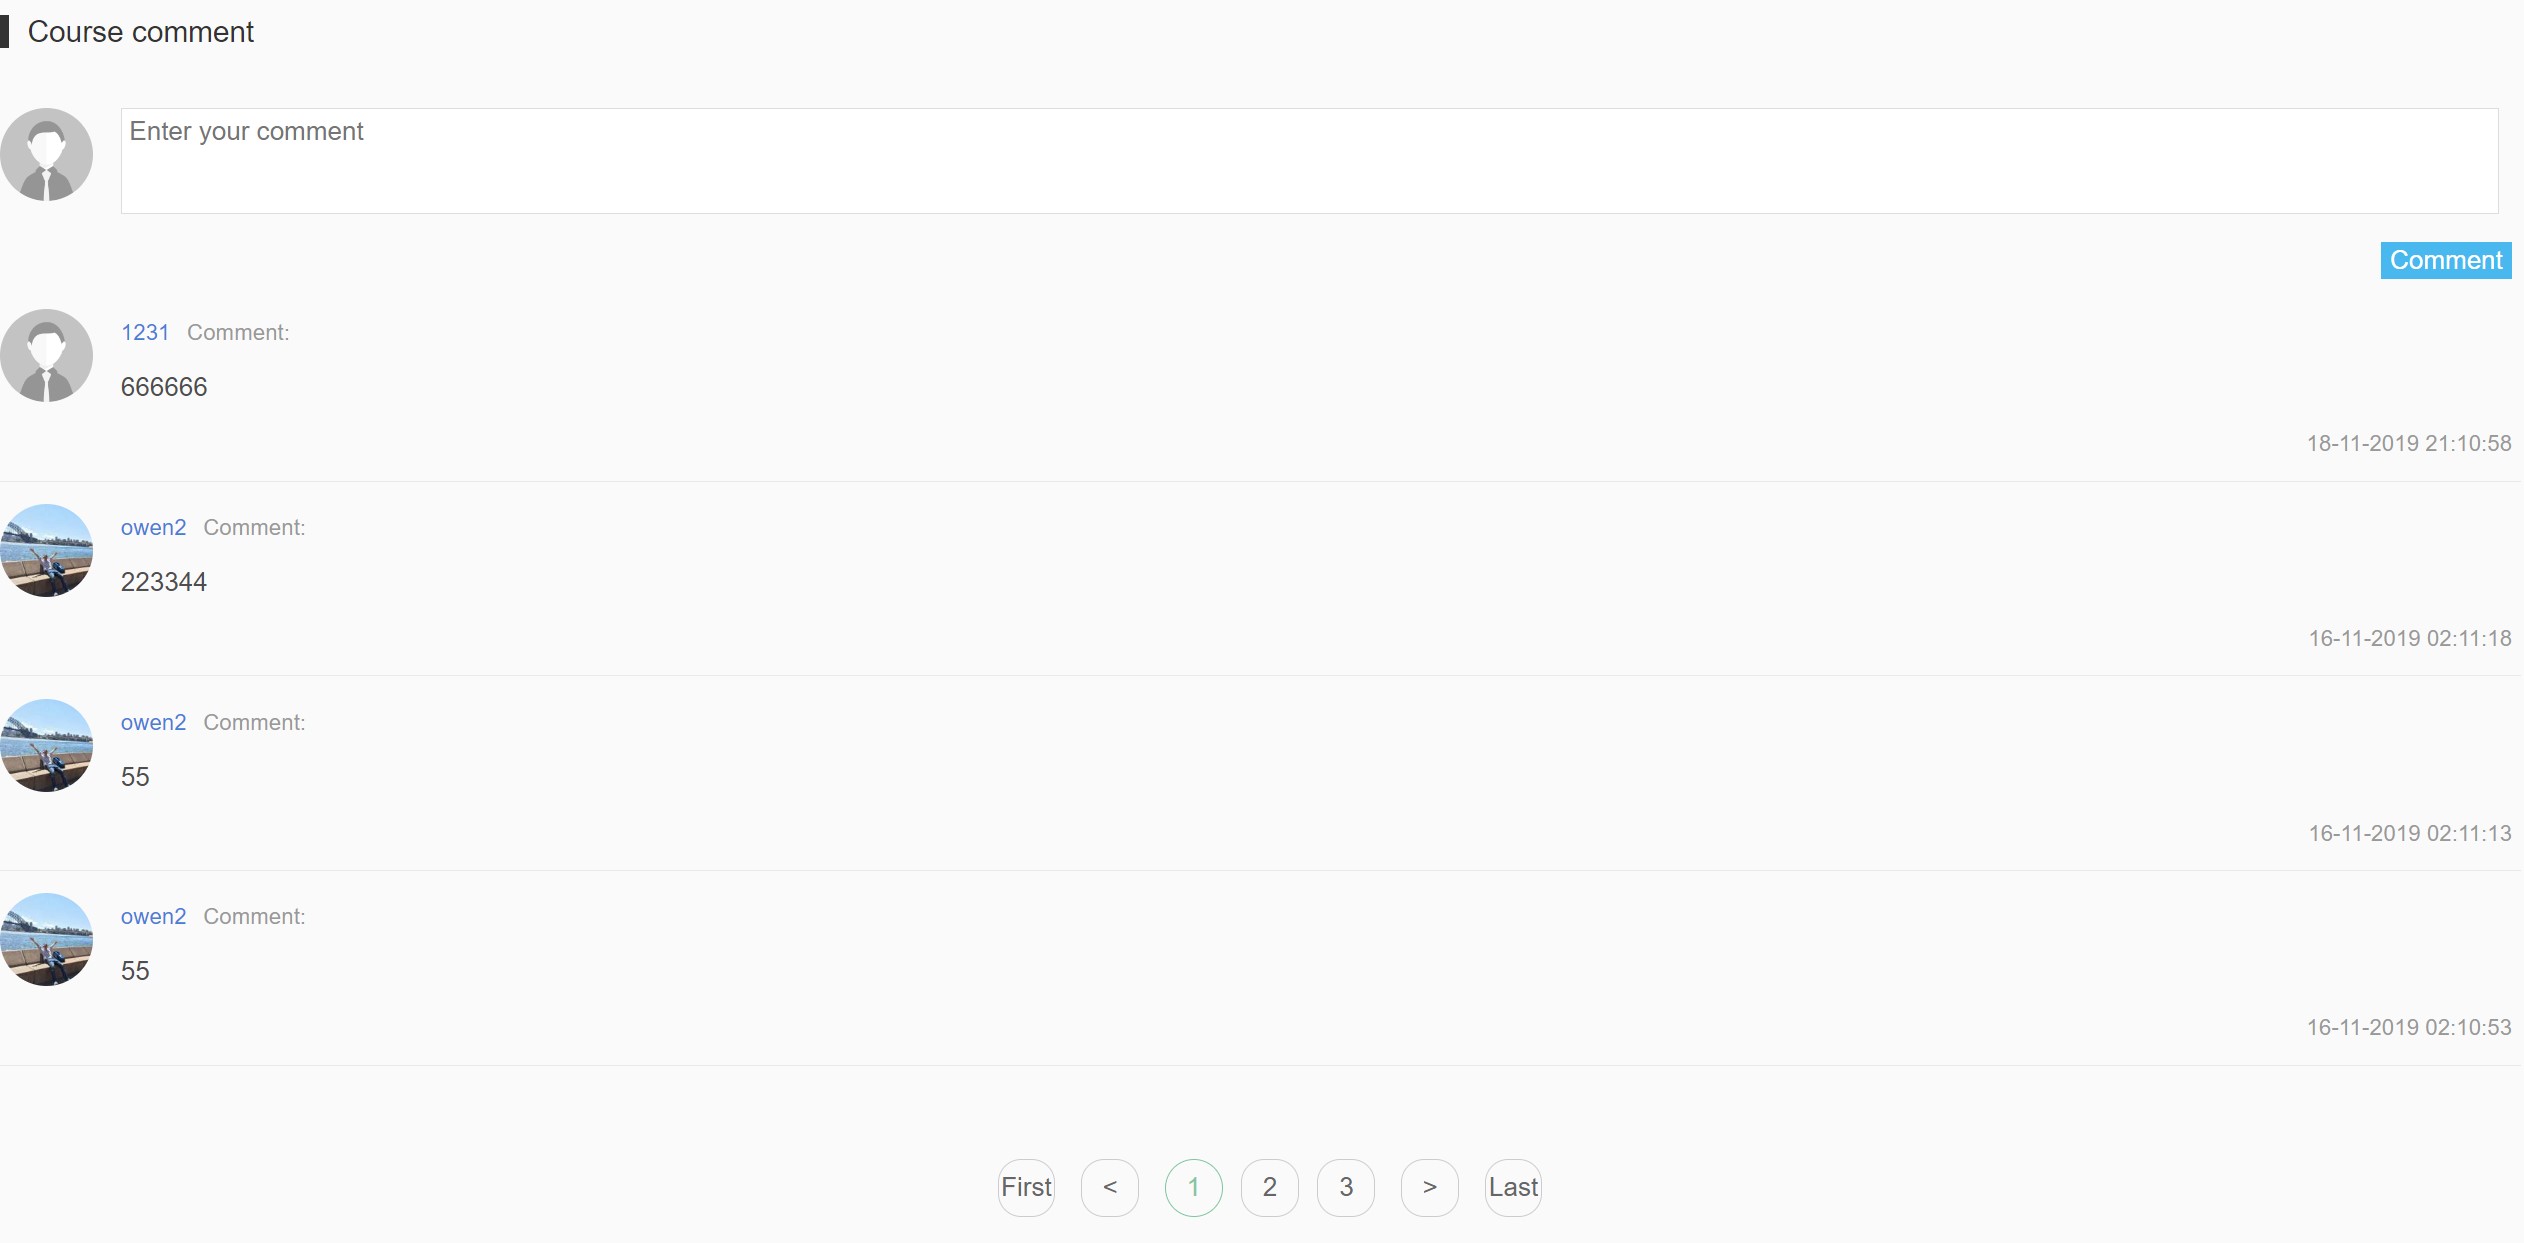 Course comment
Enter your comment
Comment
1231 Comment:
666666
18-11-2019 21:10:58
owen2 Comment:
223344
16-11-2019 02:11:18
owen2 Comment:
55
16-11-2019 02:11:13
owen2 Comment:
55
16-11-2019 02:10:53
First < 1 2 3 > Last